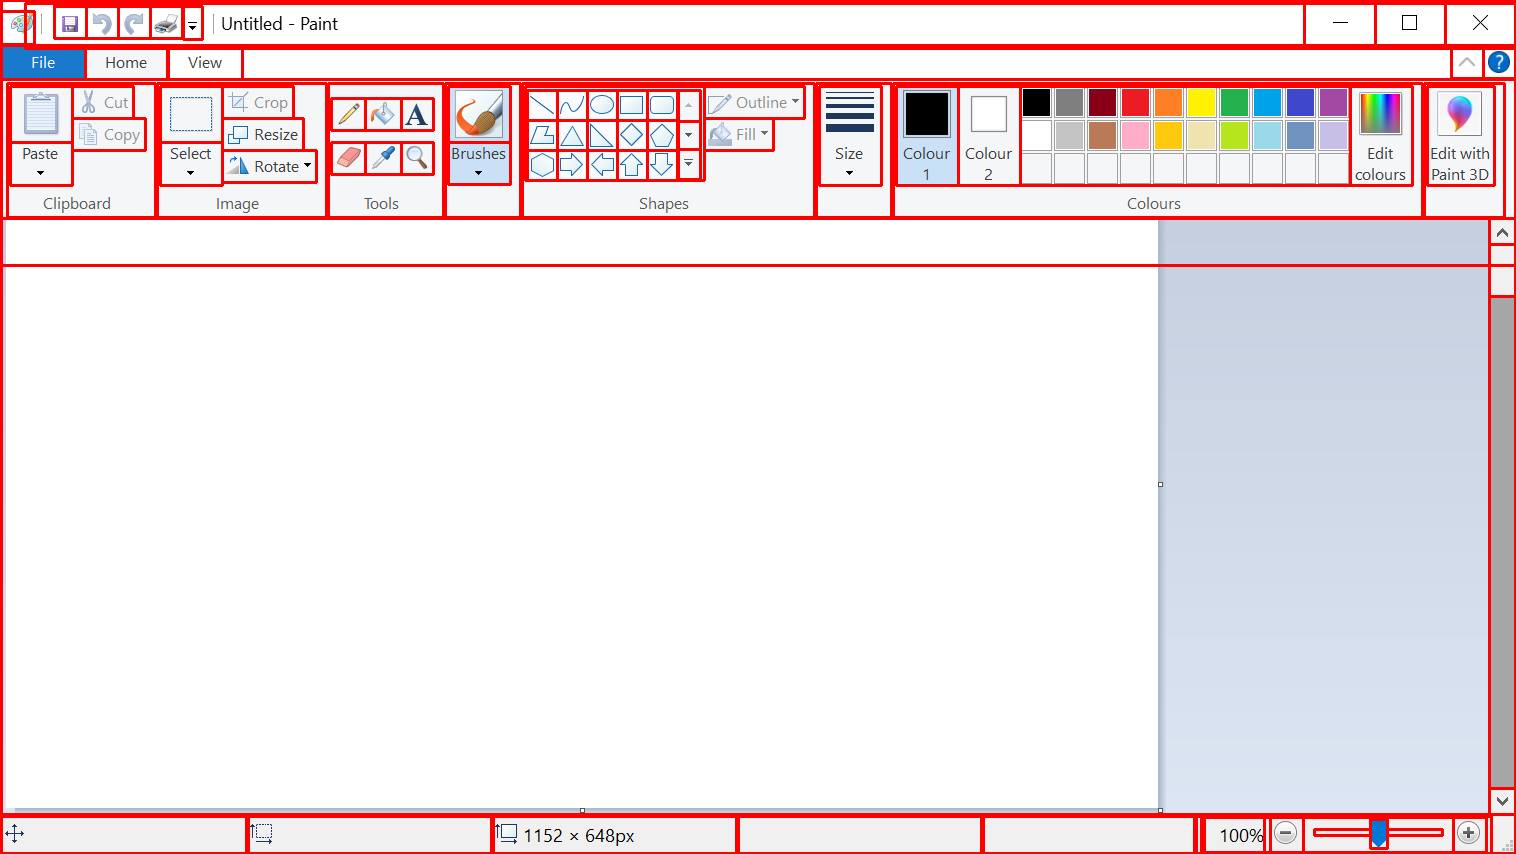 Untitled - Paint
File Home View
Cut Crop Outline
Copy Resize Fill
Paste Select Rotate Brushes Size Colour 1 Colour 2 Edit colours Edit with Paint 3D
Clipboard Image Tools Shapes Colours
1152 × 648px 100%